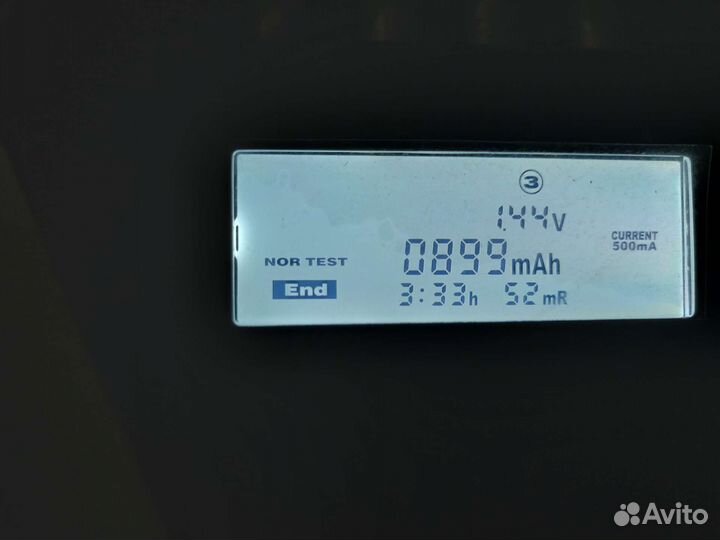 ③
1.44V
CURRENT
500mA
NOR TEST
0899mAh
End
3:33h 52mR
Avito